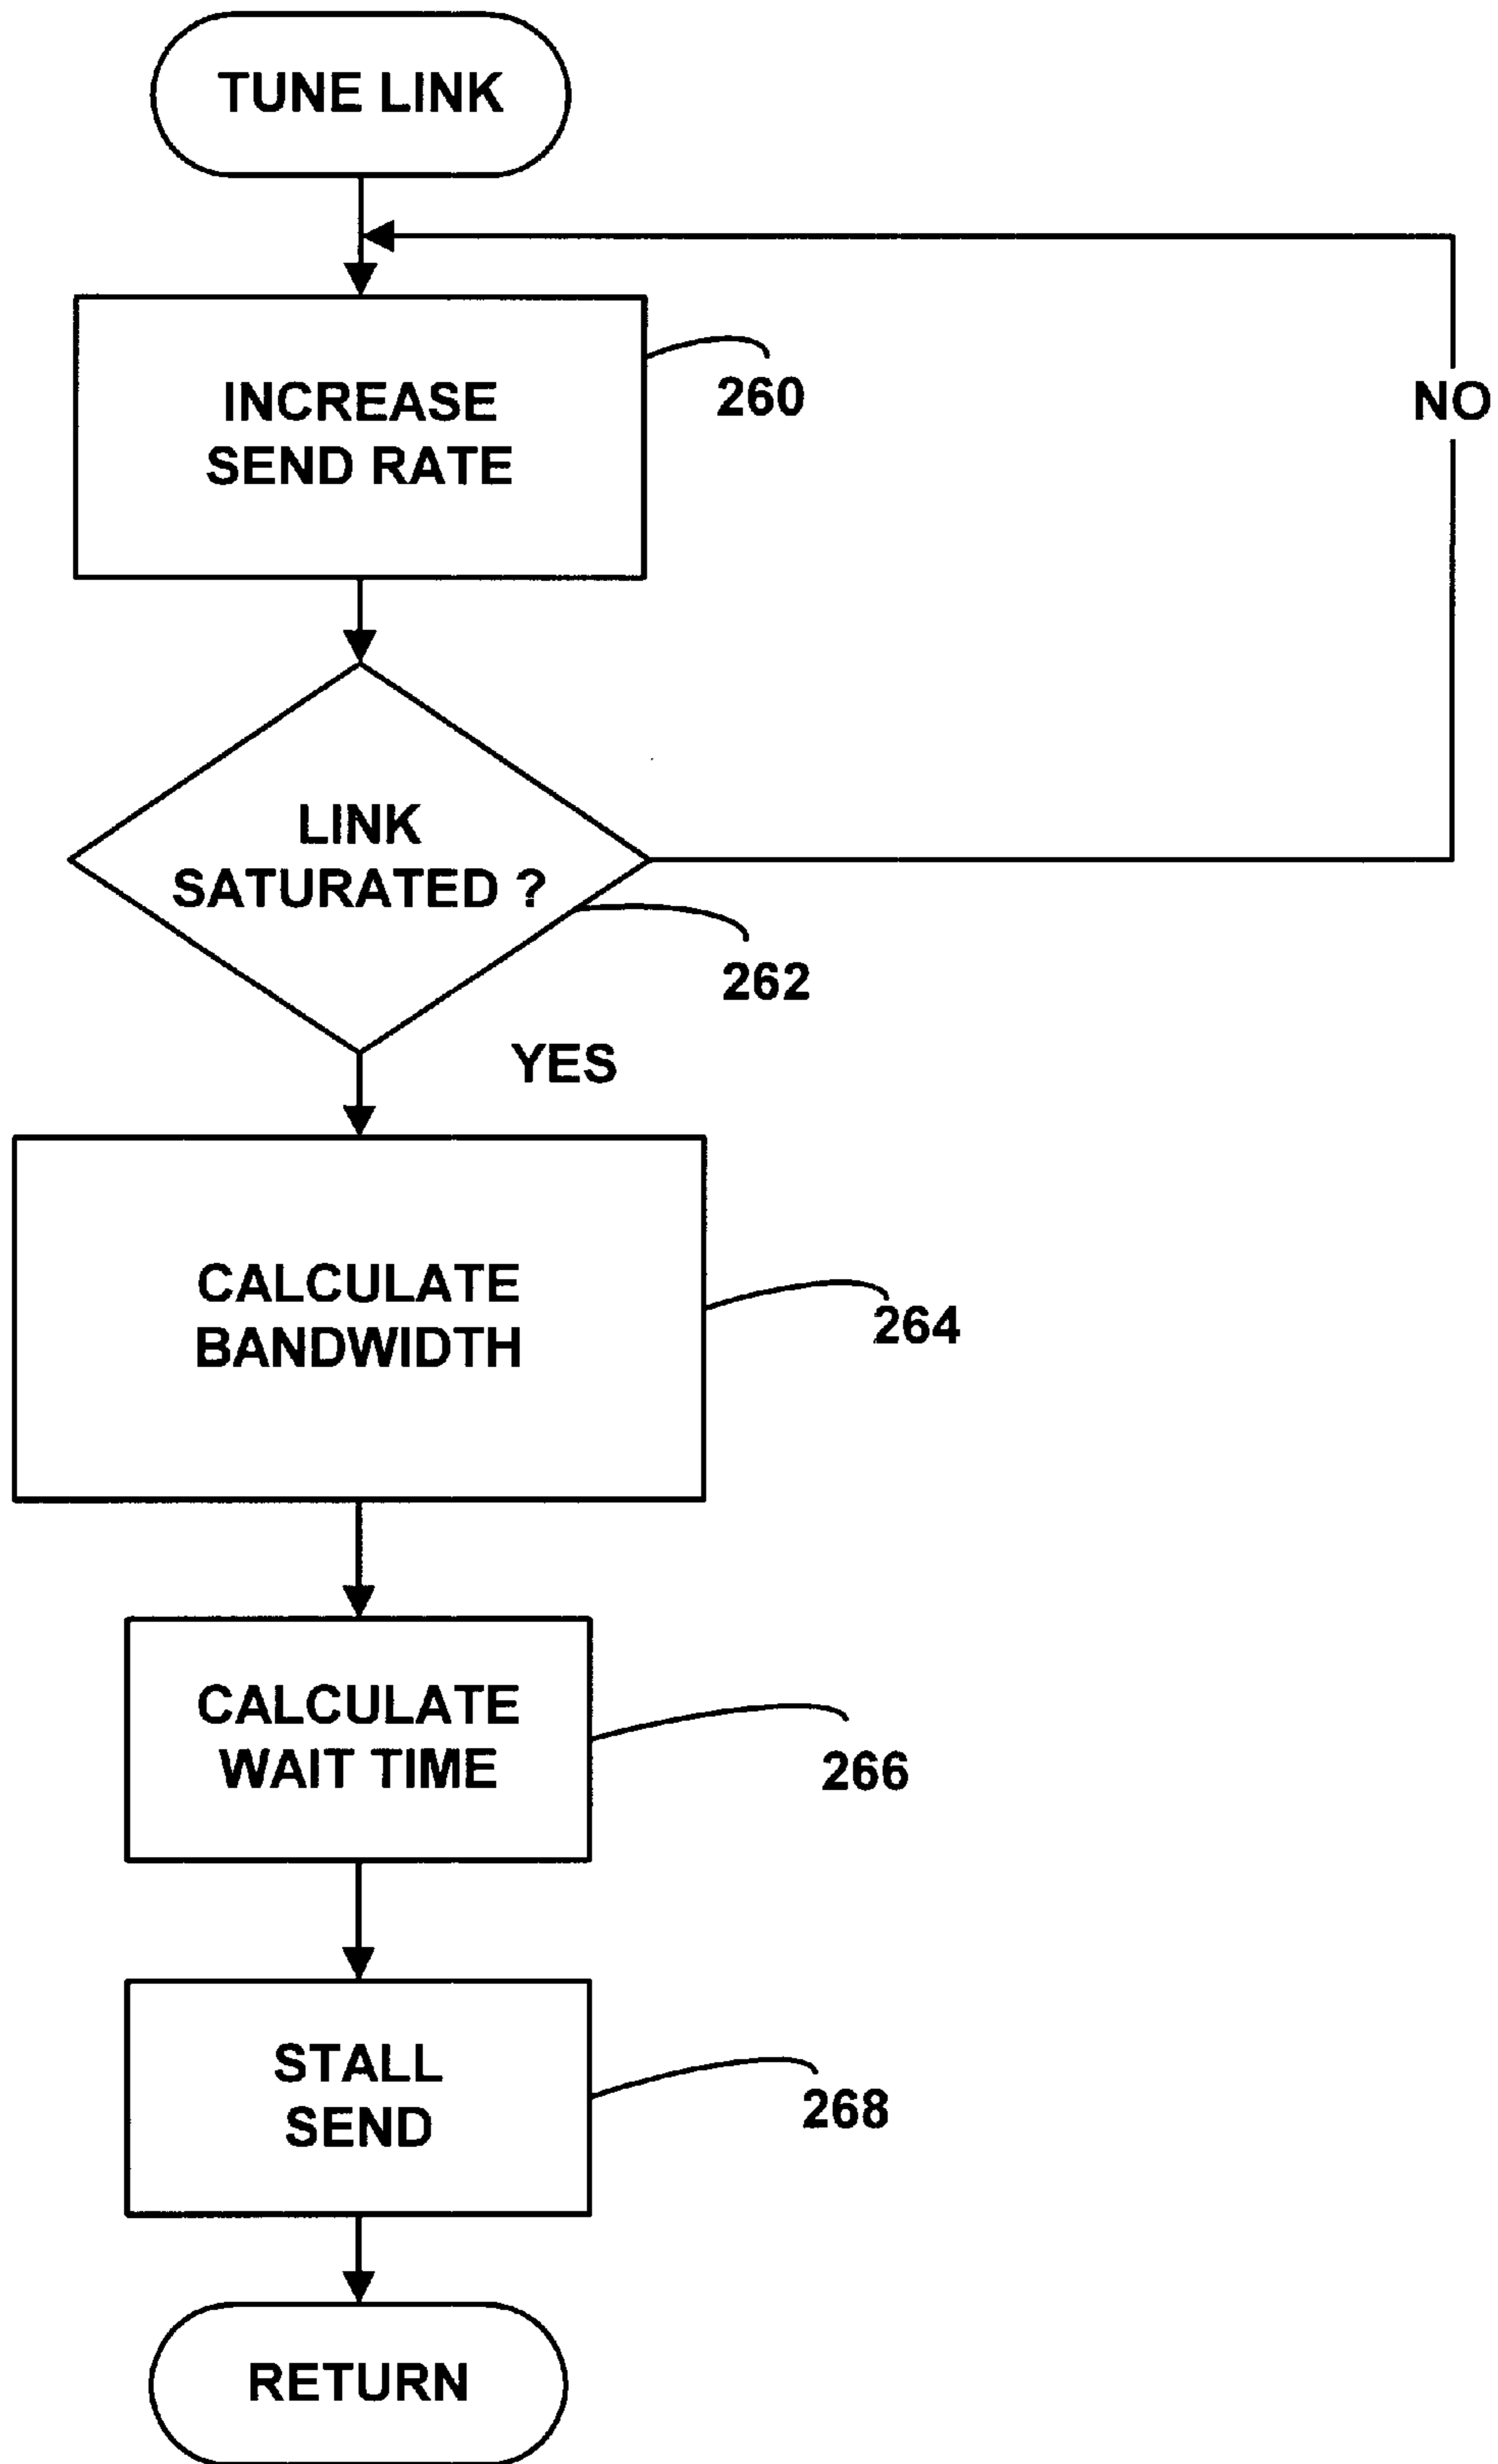 TUNE LINK
INCREASE
SEND RATE
260
NO
LINK
SATURATED ?
262
YES
CALCULATE
BANDWIDTH
264
CALCULATE
WAIT TIME
266
STALL
SEND
268
RETURN